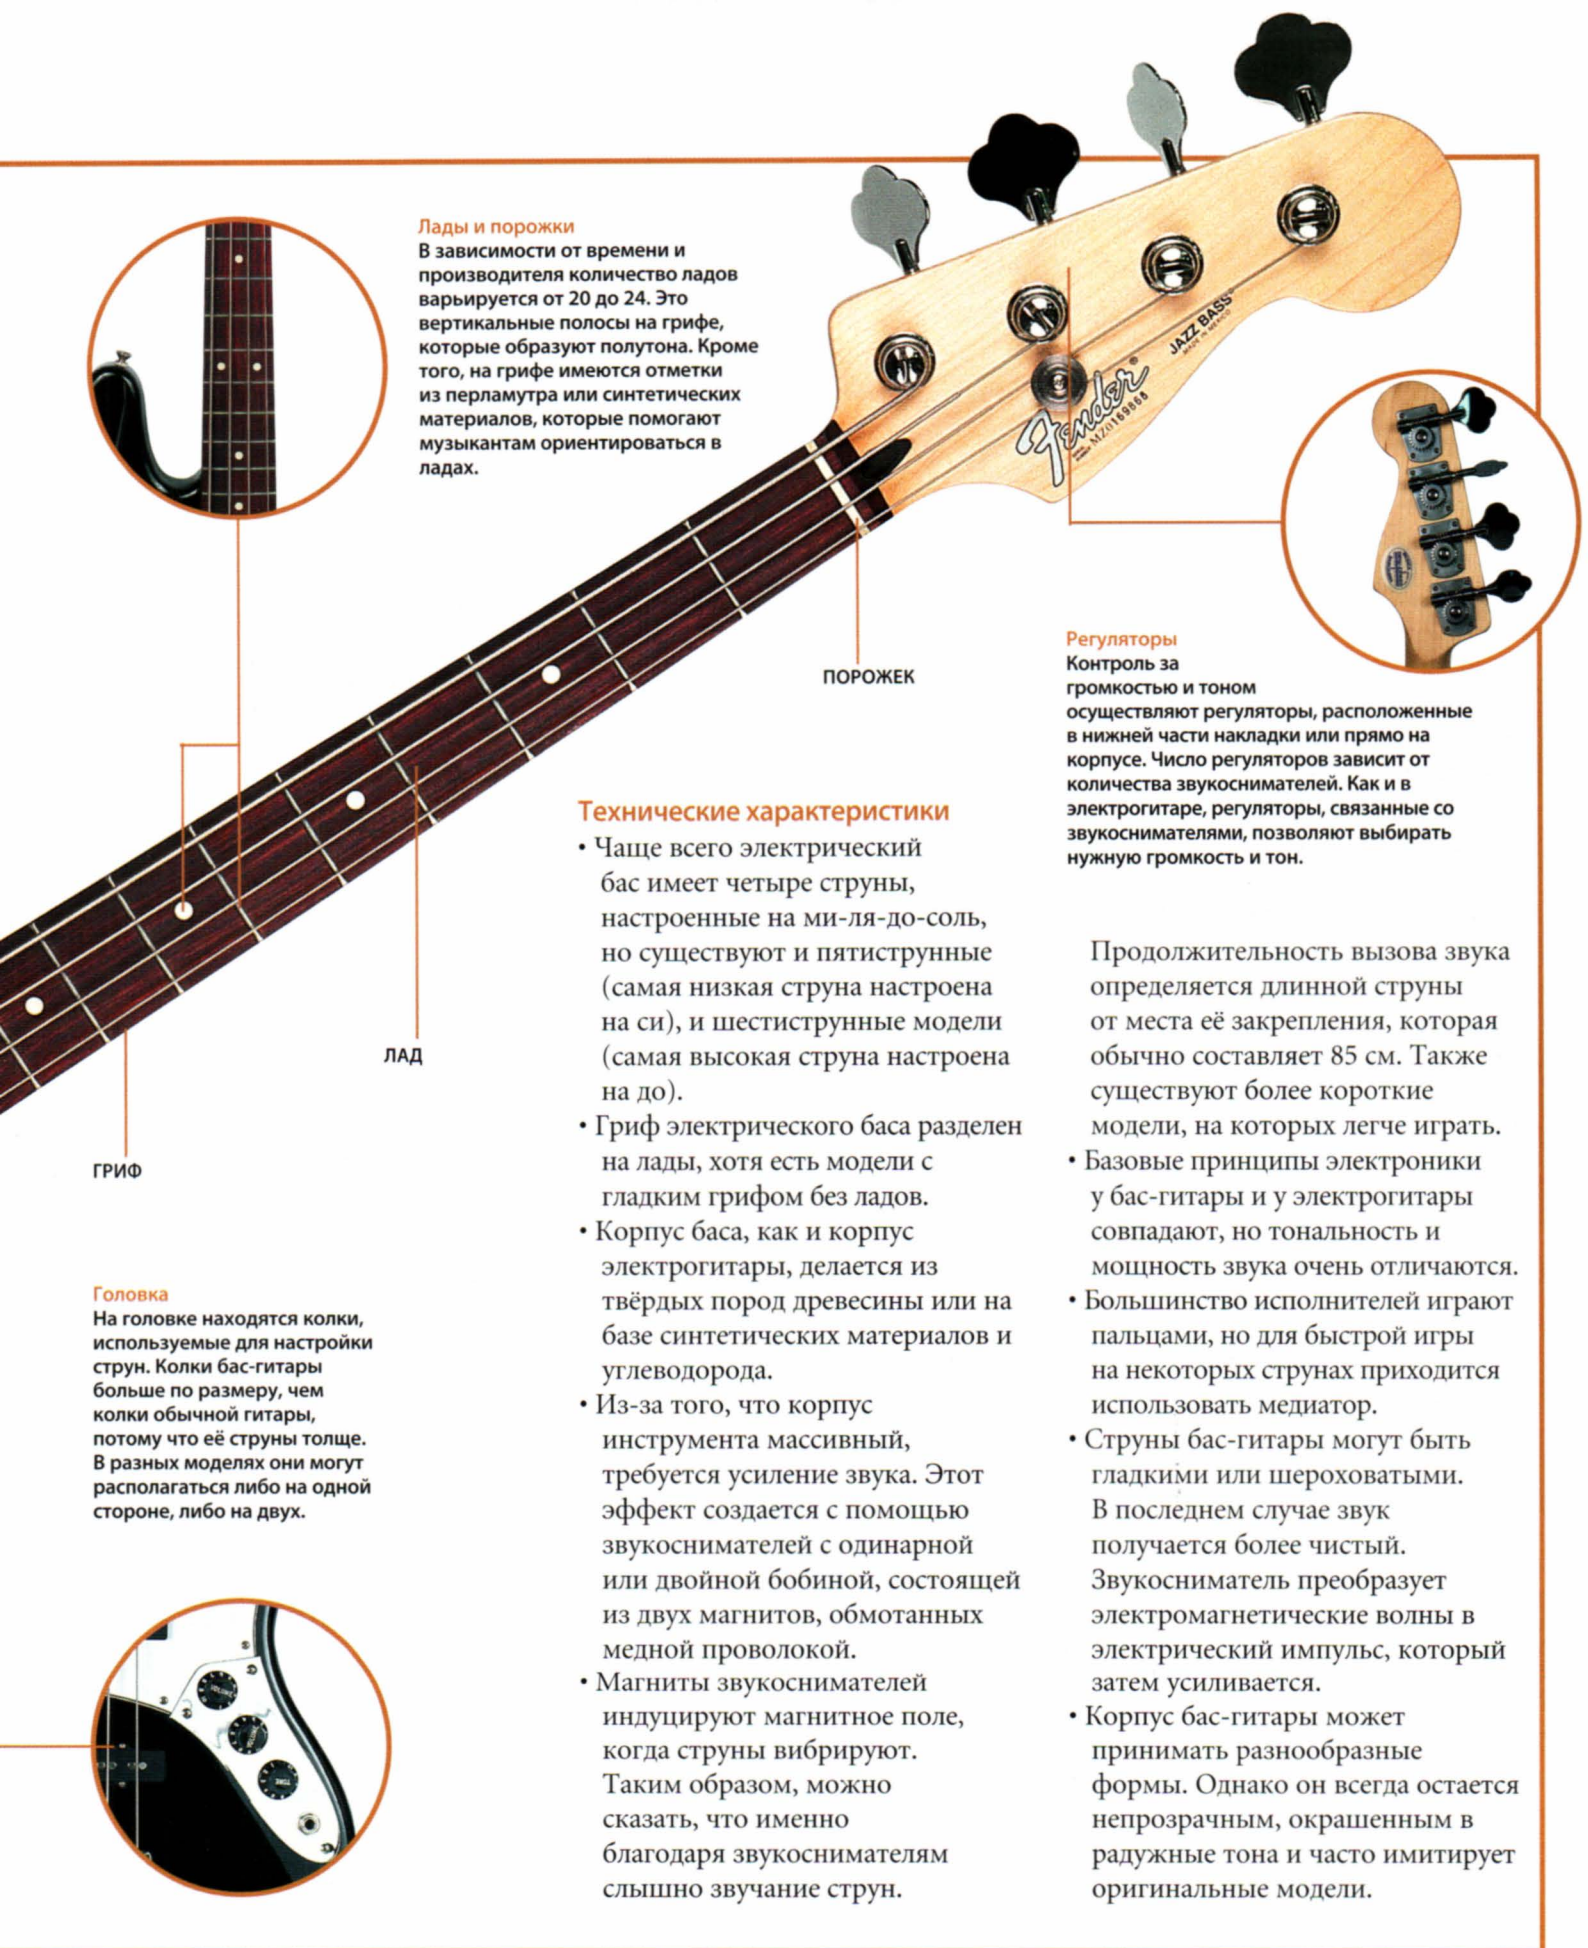 Лады и порожки
В зависимости от времени и
производителя количество ладов
варьируется от 20 до 24. Это
вертикальные полосы на грифе,
которые образуют полутона. Кроме
того, на грифе имеются отметки
из перламутра или синтетических
материалов, которые помогают
музыкантам ориентироваться в
ладах.
JAZZ BASS
MADE IN MEXICO
Fender
MZ0169868
ПОРОЖЕК
ЛАД
ГРИФ
Регуляторы
Контроль за
громкостью и тоном
осуществляют регуляторы, расположенные
в нижней части накладки или прямо на
корпусе. Число регуляторов зависит от
количества звукоснимателей. Как и в
электрогитаре, регуляторы, связанные со
звукоснимателями, позволяют выбирать
нужную громкость и тон.
Головка
На головке находятся колки,
используемые для настройки
струн. Колки бас-гитары
больше по размеру, чем
колки обычной гитары,
потому что её струны толще.
В разных моделях они могут
располагаться либо на одной
стороне, либо на двух.
VOLUME
TONE
Технические характеристики
• Чаще всего электрический
бас имеет четыре струны,
настроенные на ми-ля-до-соль,
но существуют и пятиструнные
(самая низкая струна настроена
на си), и шестиструнные модели
(самая высокая струна настроена
на до).
• Гриф электрического баса разделен
на лады, хотя есть модели с
гладким грифом без ладов.
• Корпус баса, как и корпус
электрогитары, делается из
твёрдых пород древесины или на
базе синтетических материалов и
углеводорода.
• Из-за того, что корпус
инструмента массивный,
требуется усиление звука. Этот
эффект создается с помощью
звукоснимателей с одинарной
или двойной бобиной, состоящей
из двух магнитов, обмотанных
медной проволокой.
• Магниты звукоснимателей
индуцируют магнитное поле,
когда струны вибрируют.
Таким образом, можно
сказать, что именно
благодаря звукоснимателям
слышно звучание струн.
Продолжительность вызова звука
определяется длинной струны
от места её закрепления, которая
обычно составляет 85 см. Также
существуют более короткие
модели, на которых легче играть.
• Базовые принципы электроники
у бас-гитары и у электрогитары
совпадают, но тональность и
мощность звука очень отличаются.
• Большинство исполнителей играют
пальцами, но для быстрой игры
на некоторых струнах приходится
использовать медиатор.
• Струны бас-гитары могут быть
гладкими или шероховатыми.
В последнем случае звук
получается более чистый.
Звукосниматель преобразует
электромагнетические волны в
электрический импульс, который
затем усиливается.
• Корпус бас-гитары может
принимать разнообразные
формы. Однако он всегда остается
непрозрачным, окрашенным в
радужные тона и часто имитирует
оригинальные модели.